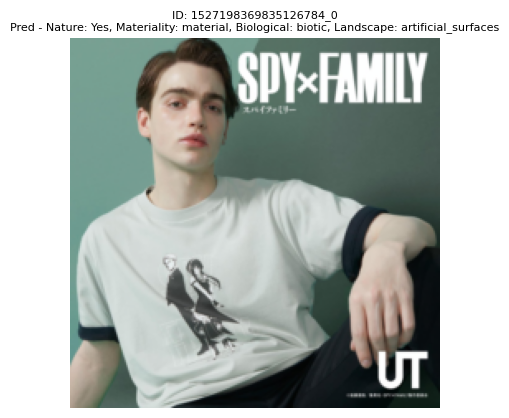 ID: 1527198369835126784_0
Pred - Nature: Yes, Materiality: material, Biological: biotic, Landscape: artificial_surfaces
SPY×FAMILY
スパイファミリー
UT